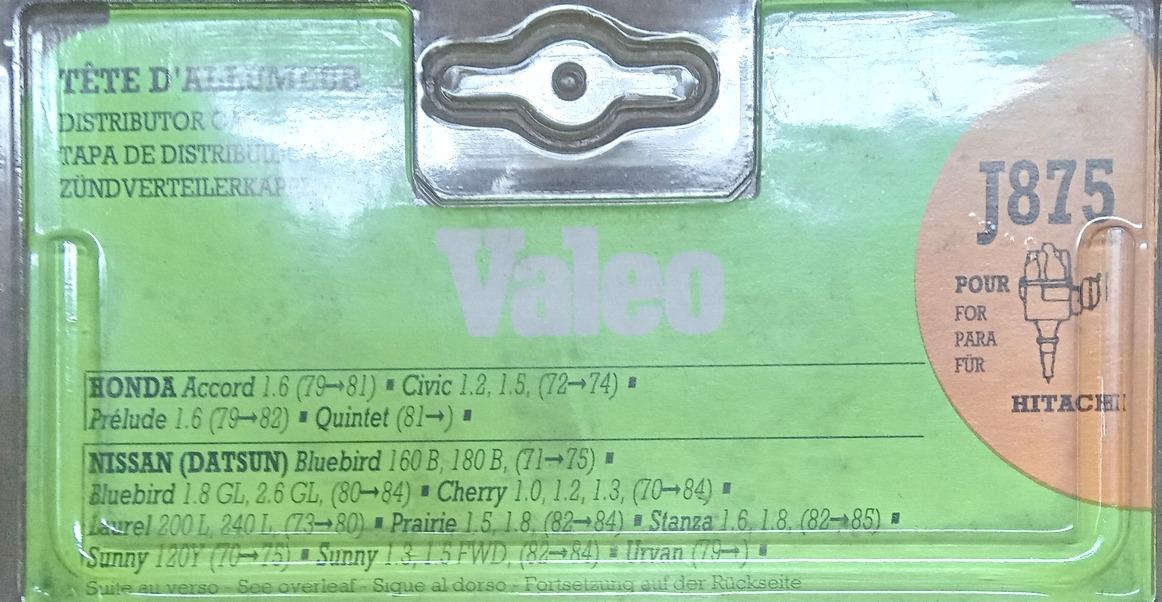 TÊTE D'ALLUMEUR
DISTRIBUTOR
TAPA DE
ZÜNDVERTEILERKAPPE
Valeo
J875
POUR
FOR
PARA
FÜR
HITACHI
HONDA Accord 1.6 (79→81) ▪ Civic 1.2, 1.5, (72→74) ▪
Prélude 1.6 (79→82) ▪ Quintet (81→) ▪
NISSAN (DATSUN) Bluebird 160 B, 180 B, (71→75) ▪
Bluebird 1.8 GL, 2.6 GL, (80→84) ▪ Cherry 1.0, 1.2, 1.3, (70→84) ▪
Laurel 200 L, 240 L, (73→80) ▪ Prairie 1.5, 1.8, (82→84) ▪ Stanza 1.6, 1.8, (82→85) ▪
Sunny 120Y (70→75) ▪ Sunny 1.3, 1.5 FWD, (82→84) ▪ Urvan (79→) ▪
Suite au verso - See overleaf - Sigue al dorso - Fortsetzung auf der Rückseite